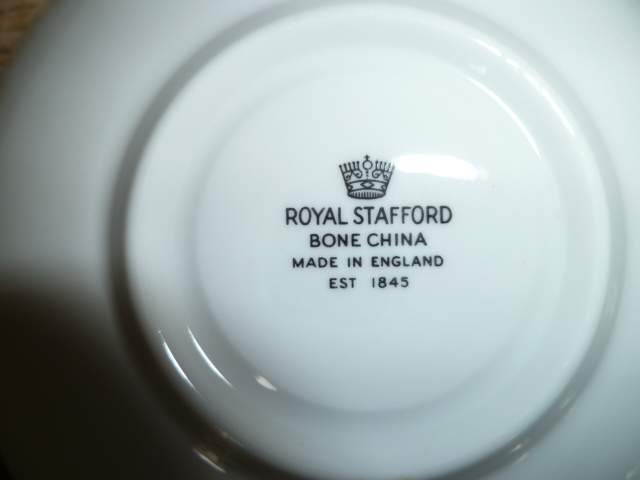 ROYAL STAFFORD
BONE CHINA
MADE IN ENGLAND
EST 1845